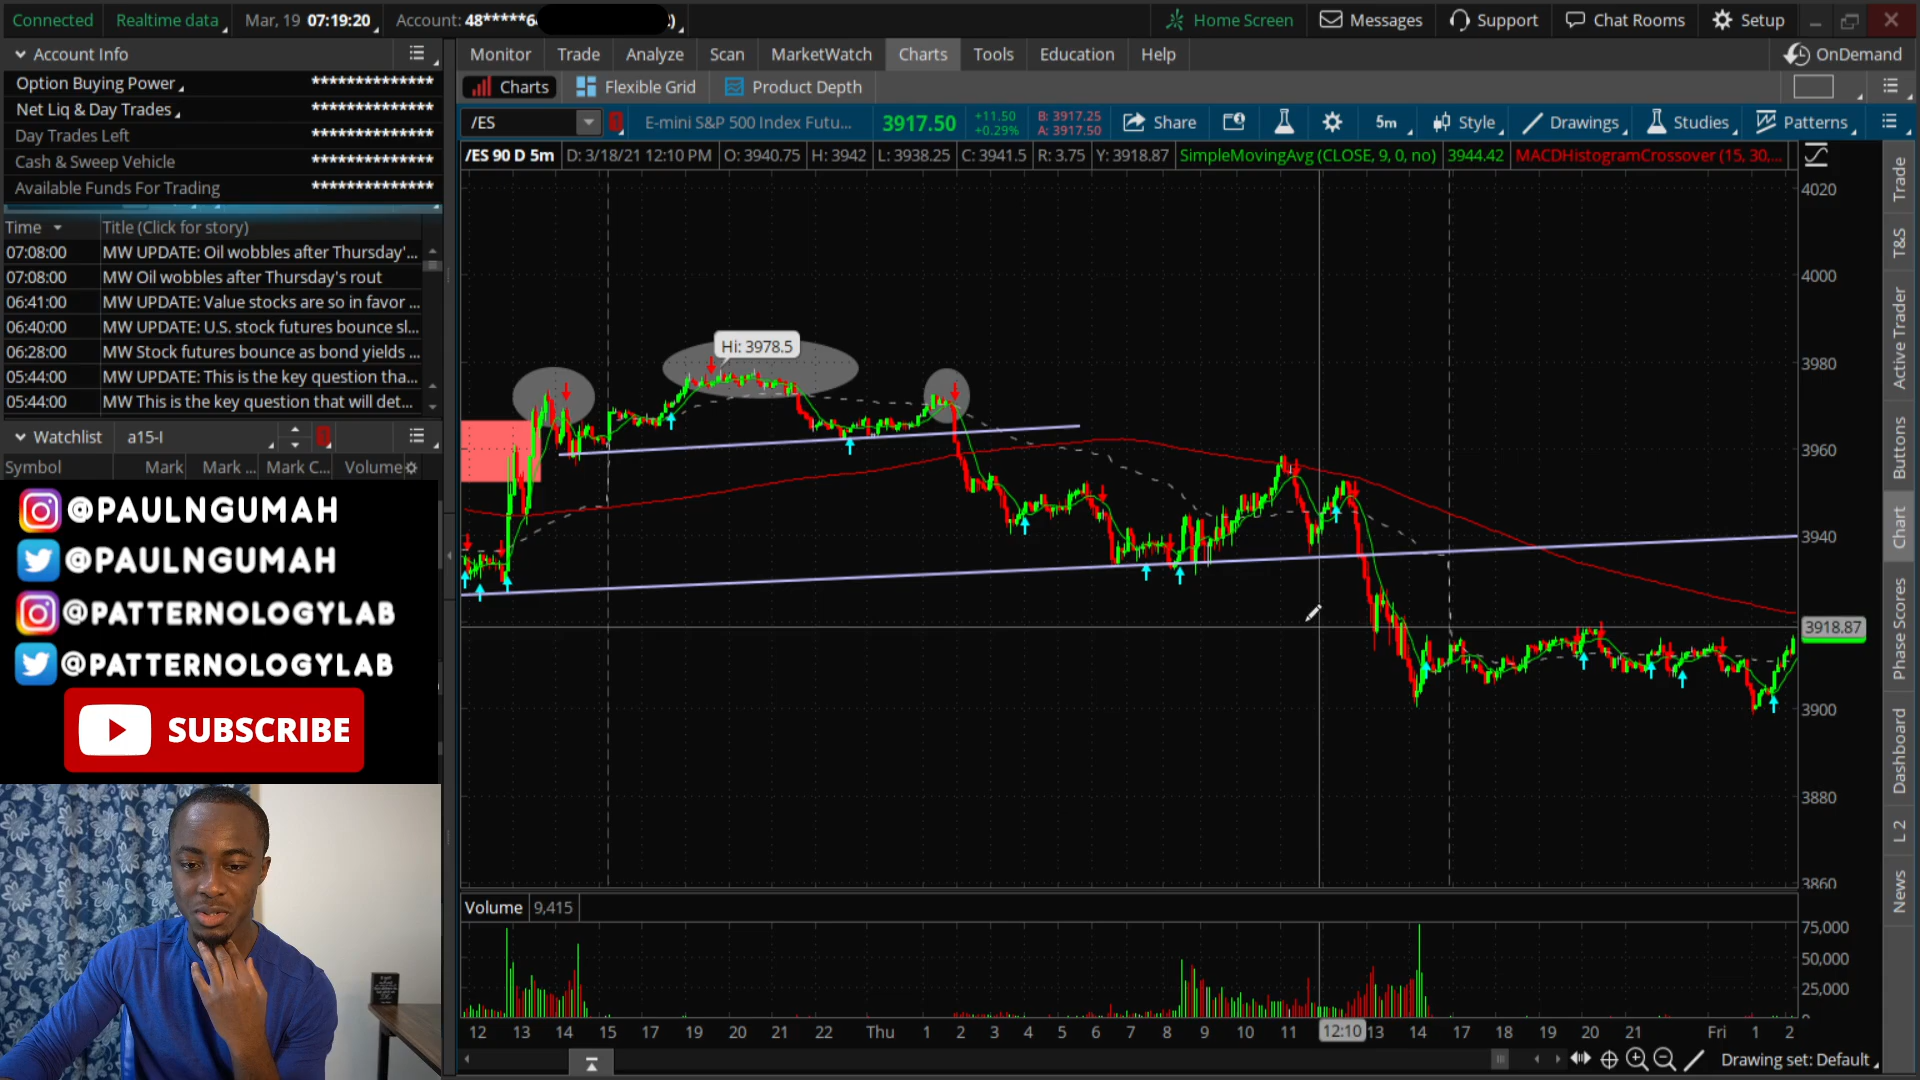 Connected Realtime data Mar, 19 07:19:20 Account: 48*****6 ) Home Screen Messages Support Chat Rooms Setup
Account Info
Option Buying Power **************
Net Liq & Day Trades **************
Day Trades Left **************
Cash & Sweep Vehicle **************
Available Funds For Trading **************
Time Title (Click for story)
07:08:00 MW UPDATE: Oil wobbles after Thursday'...
07:08:00 MW Oil wobbles after Thursday's rout
06:41:00 MW UPDATE: Value stocks are so in favor ...
06:40:00 MW UPDATE: U.S. stock futures bounce sl...
06:28:00 MW Stock futures bounce as bond yields ...
05:44:00 MW UPDATE: This is the key question tha...
05:44:00 MW This is the key question that will det...
Watchlist a15-I
Symbol Mark Mark ... Mark C... Volume
@PAULNGUMAH
@PAULNGUMAH
@PATTERNOLOGYLAB
@PATTERNOLOGYLAB
SUBSCRIBE
Monitor Trade Analyze Scan MarketWatch Charts Tools Education Help OnDemand
Charts Flexible Grid Product Depth
/ES E-mini S&P 500 Index Futu... 3917.50 +11.50 +0.29% B: 3917.25 A: 3917.50 Share 5m Style Drawings Studies Patterns
/ES 90 D 5m D: 3/18/21 12:10 PM O: 3940.75 H: 3942 L: 3938.25 C: 3941.5 R: 3.75 Y: 3918.87 SimpleMovingAvg (CLOSE, 9, 0, no) 3944.42 MACDHistogramCrossover (15, 30,...
Hi: 3978.5
4020
4000
3980
3960
3940
3918.87
3900
3880
3860
Volume 9,415
75,000
50,000
25,000
12 13 14 15 17 19 20 21 22 Thu 1 2 3 4 5 6 7 8 9 10 11 12:10 13 14 17 18 19 20 21 Fri 1 2
Drawing set: Default
Trade
T&S
Active Trader
Buttons
Chart
Phase Scores
Dashboard
L 2
News